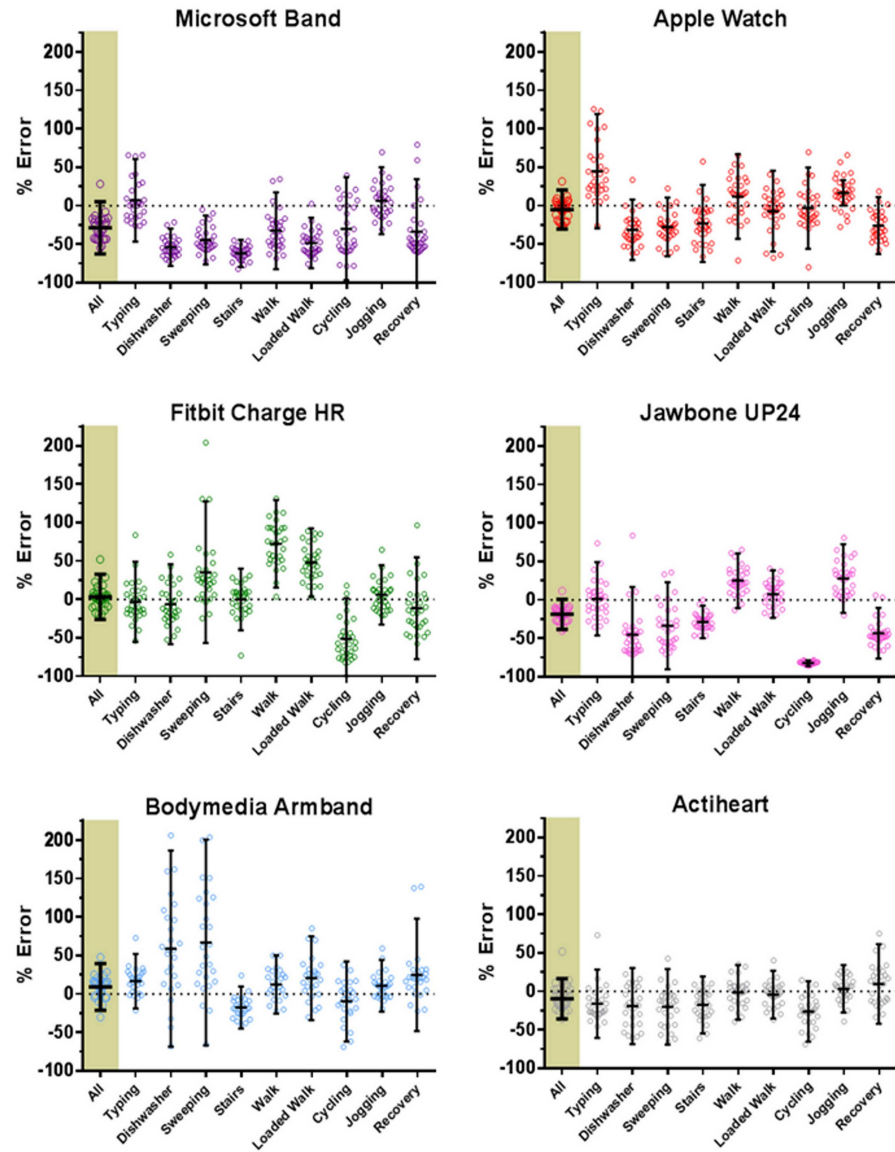 Microsoft Band
% Error
200
150
100
50
0
-50
-100
All
Typing
Dishwasher
Sweeping
Stairs
Walk
Loaded Walk
Cycling
Jogging
Recovery
Apple Watch
% Error
200
150
100
50
0
-50
-100
All
Typing
Dishwasher
Sweeping
Stairs
Walk
Loaded Walk
Cycling
Jogging
Recovery
Fitbit Charge HR
% Error
200
150
100
50
0
-50
-100
All
Typing
Dishwasher
Sweeping
Stairs
Walk
Loaded Walk
Cycling
Jogging
Recovery
Jawbone UP24
% Error
200
150
100
50
0
-50
-100
All
Typing
Dishwasher
Sweeping
Stairs
Walk
Loaded Walk
Cycling
Jogging
Recovery
Bodymedia Armband
% Error
200
150
100
50
0
-50
-100
All
Typing
Dishwasher
Sweeping
Stairs
Walk
Loaded Walk
Cycling
Jogging
Recovery
Actiheart
% Error
200
150
100
50
0
-50
-100
All
Typing
Dishwasher
Sweeping
Stairs
Walk
Loaded Walk
Cycling
Jogging
Recovery